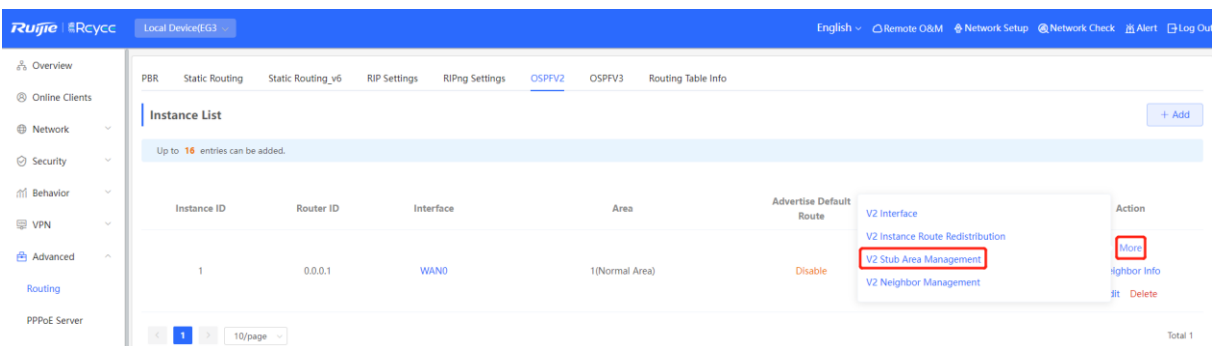 Ruijie | Rcycc Local Device(EG3 English Remote O&M Network Setup Network Check Alert Log Out
Overview
Online Clients
Network
Security
Behavior
VPN
Advanced
Routing
PPPoE Server
PBR Static Routing Static Routing_v6 RIP Settings RIPng Settings OSPFV2 OSPFV3 Routing Table Info
Instance List
+ Add
Up to 16 entries can be added.
Instance ID Router ID Interface Area Advertise Default Route Action
1 0.0.0.1 WAN0 1(Normal Area) Disable More
eighbor Info
dit Delete
V2 Interface
V2 Instance Route Redistribution
V2 Stub Area Management
V2 Neighbor Management
< 1 > 10/page
Total 1